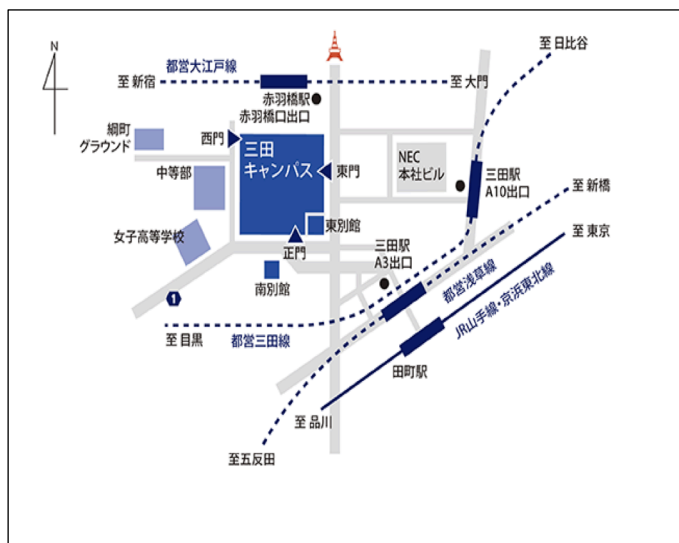 N
至 日比谷
都営大江戸線
至 新宿
至 大門
赤羽橋駅
赤羽橋口出口
綱町
グラウンド
西門
三田
キャンパス
東門
NEC
本社ビル
三田駅
A10出口
中等部
至 新橋
東別館
女子高等学校
正門
三田駅
A3出口
至 東京
南別館
都営浅草線
1
至 目黒
都営三田線
JR山手線・京浜東北線
田町駅
至 品川
至五反田